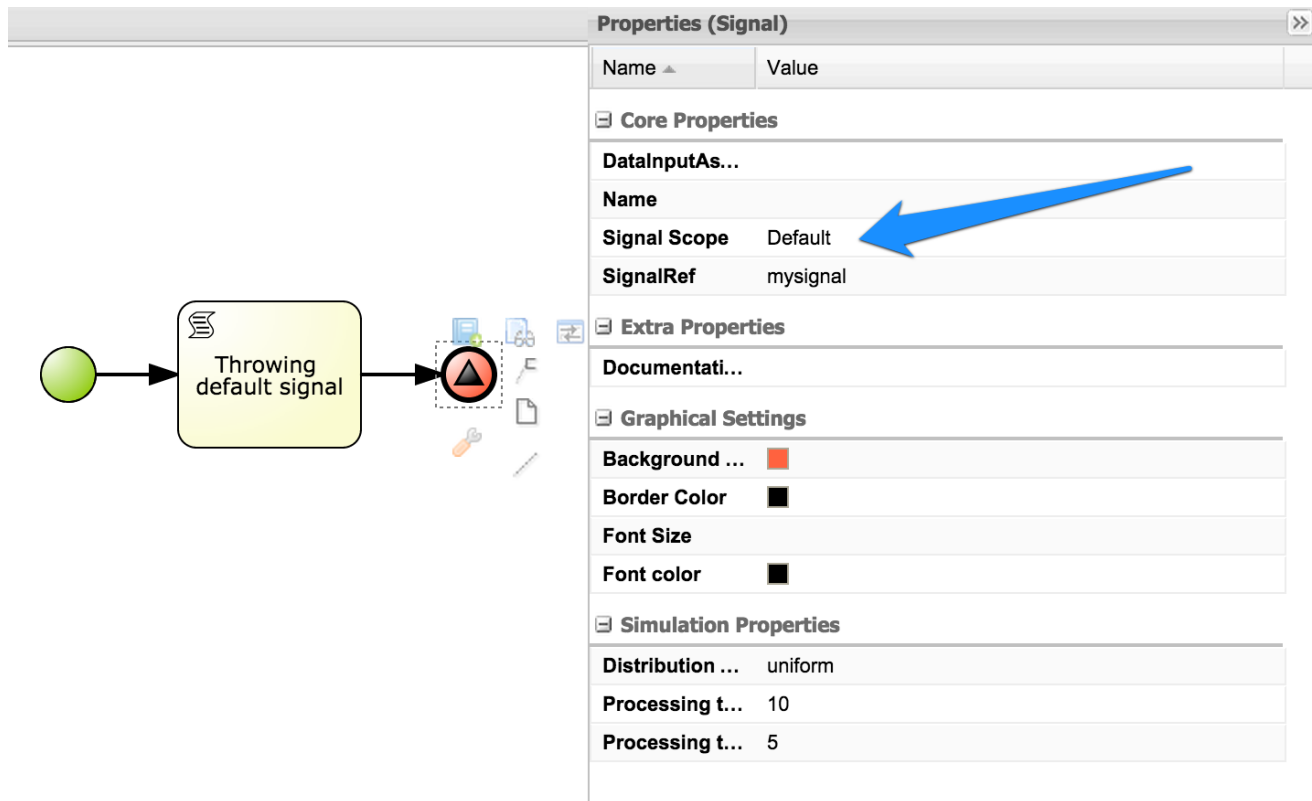 Properties (Signal)
Name Value
Core Properties
DataInputAs...
Name
Signal Scope Default
SignalRef mysignal
Extra Properties
Documentati...
Graphical Settings
Background ...
Border Color
Font Size
Font color
Simulation Properties
Distribution ... uniform
Processing t... 10
Processing t... 5
Throwing
default signal